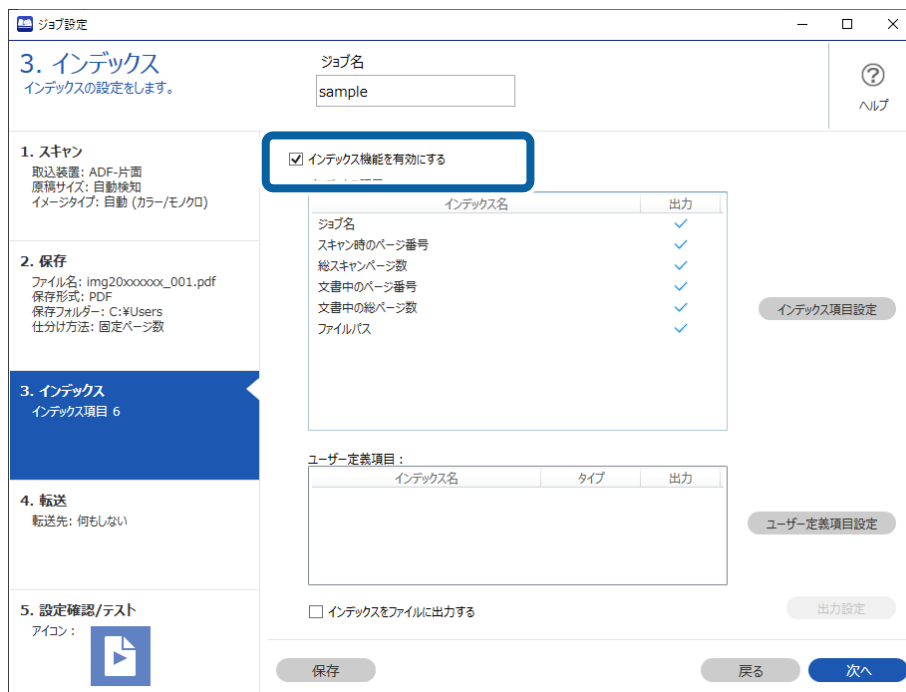 ジョブ設定
3. インデックス
インデックスの設定をします。
ジョブ名
sample
ヘルプ
1. スキャン
取込装置: ADF-片面
原稿サイズ: 自動検知
イメージタイプ: 自動 (カラー/モノクロ)
2. 保存
ファイル名: img20xxxxxx_001.pdf
保存形式: PDF
保存フォルダー: C:¥Users
仕分け方法: 固定ページ数
3. インデックス
インデックス項目 6
4. 転送
転送先: 何もしない
5. 設定確認/テスト
アイコン :
インデックス機能を有効にする
インデックス名 出力
ジョブ名
スキャン時のページ番号
総スキャンページ数
文書中のページ番号
文書中の総ページ数
ファイルパス
インデックス項目設定
ユーザー定義項目 :
インデックス名 タイプ 出力
ユーザー定義項目設定
インデックスをファイルに出力する
出力設定
保存
戻る
次へ